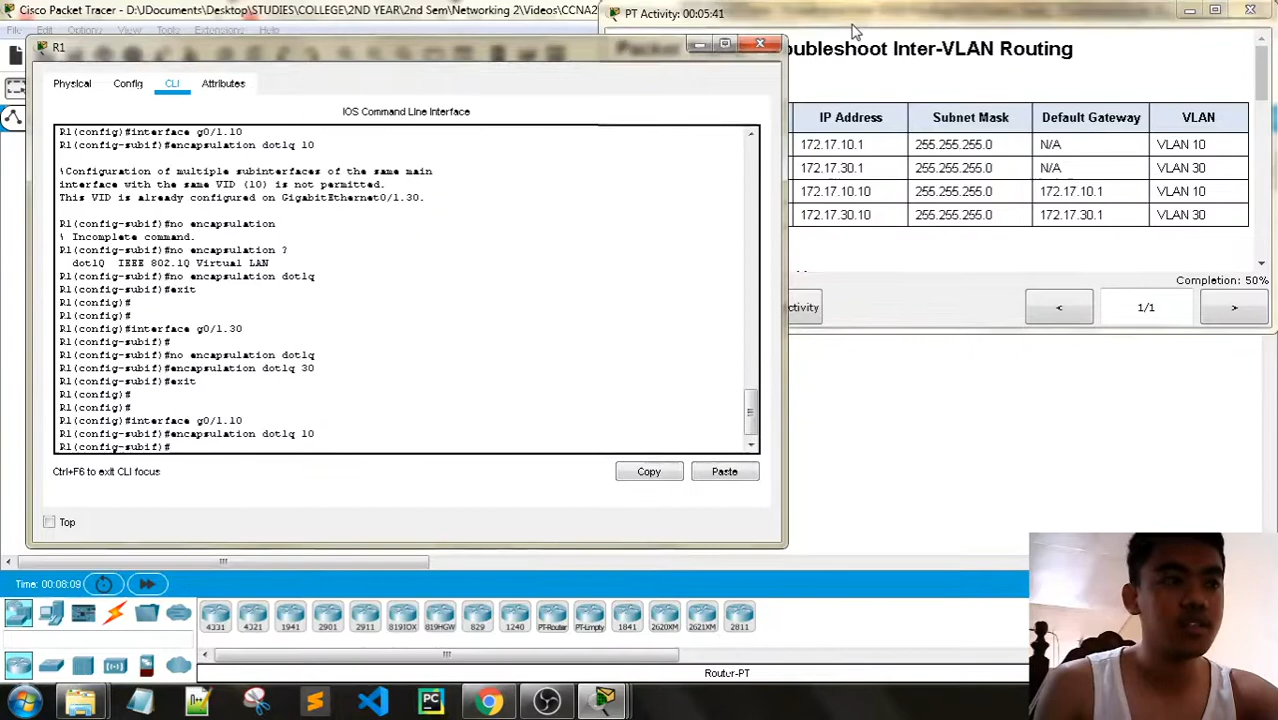 Cisco Packet Tracer - D:\Documents\Desktop\STUDIES\COLLEGE\2ND YEAR\2nd Sem\Networking 2\Videos\CCNA2
PT Activity: 00:05:41
File Edit Options View Tools Extensions Help
R1
Packet
oubleshoot Inter-VLAN Routing
Physical Config CLI Attributes
IOS Command Line Interface
IP Address Subnet Mask Default Gateway VLAN
172.17.10.1 255.255.255.0 N/A VLAN 10
172.17.30.1 255.255.255.0 N/A VLAN 30
172.17.10.10 255.255.255.0 172.17.10.1 VLAN 10
172.17.30.10 255.255.255.0 172.17.30.1 VLAN 30
R1(config)#interface g0/1.10
R1(config-subif)#encapsulation dot1q 10
%Configuration of multiple subinterfaces of the same main
interface with the same VID (10) is not permitted.
This VID is already configured on GigabitEthernet0/1.30.
R1(config-subif)#no encapsulation
% Incomplete command.
R1(config-subif)#no encapsulation ?
dot1Q IEEE 802.1Q Virtual LAN
R1(config-subif)#no encapsulation dot1q
R1(config-subif)#exit
R1(config)#
R1(config)#
R1(config)#interface g0/1.30
R1(config-subif)#
R1(config-subif)#no encapsulation dot1q
R1(config-subif)#encapsulation dot1q 30
R1(config-subif)#exit
R1(config)#
R1(config)#
R1(config)#interface g0/1.10
R1(config-subif)#encapsulation dot1q 10
R1(config-subif)#
Completion: 50%
ctivity
< 1/1 >
Ctrl+F6 to exit CLI focus
Copy Paste
Top
Time: 00:08:09
4331 4321 1941 2901 2911 819IOX 819HGW 829 1240 PT-Router PT-Empty 1841 2620XM 2621XM 2811
Router-PT
PC